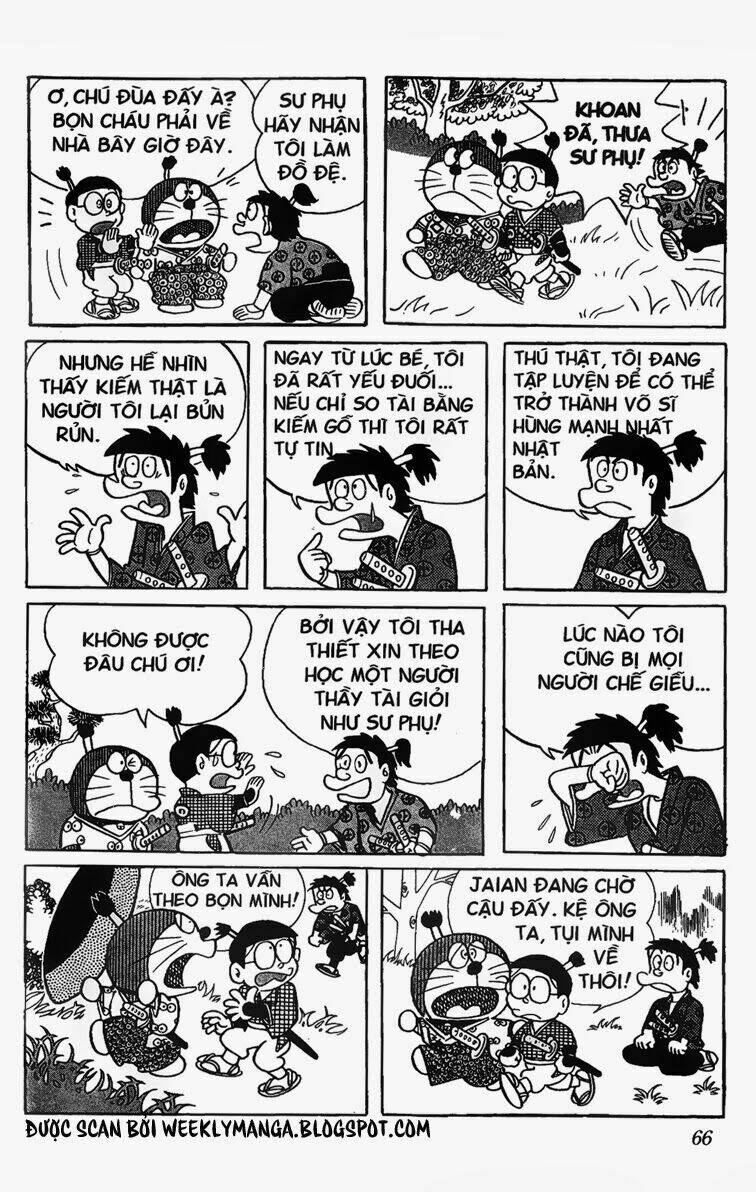 KHOAN
ĐÃ, THƯA
SƯ PHỤ!
SƯ PHỤ
HÃY NHẬN
TÔI LÀM
ĐỒ ĐỆ.
Ơ, CHÚ ĐÙA ĐẤY À?
BỌN CHÁU PHẢI VỀ
NHÀ BÂY GIỜ ĐÂY.
THÚ THẬT, TÔI ĐANG
TẬP LUYỆN ĐỂ CÓ THỂ
TRỞ THÀNH VÕ SĨ
HÙNG MẠNH NHẤT
NHẬT
BẢN.
NGAY TỪ LÚC BÉ, TÔI
ĐÃ RẤT YẾU ĐUỐI...
NẾU CHỈ SO TÀI BẰNG
KIẾM GỖ THÌ TÔI RẤT
TỰ TIN
NHƯNG HỄ NHÌN
THẤY KIẾM THẬT LÀ
NGƯỜI TÔI LẠI BỦN
RỦN.
LÚC NÀO TÔI
CŨNG BỊ MỌI
NGƯỜI CHẾ GIỄU...
BỞI VẬY TÔI THA
THIẾT XIN THEO
HỌC MỘT NGƯỜI
THẦY TÀI GIỎI
NHƯ SƯ PHỤ!
KHÔNG ĐƯỢC
ĐÂU CHÚ ƠI!
JAIAN ĐANG CHỜ
CẬU ĐẤY. KỆ ÔNG
TA, TỤI MÌNH
VỀ
THÔI!
ÔNG TA VẪN
THEO BỌN MÌNH!
ĐƯỢC SCAN BỞI WEEKLYMANGA.BLOGSPOT.COM
66